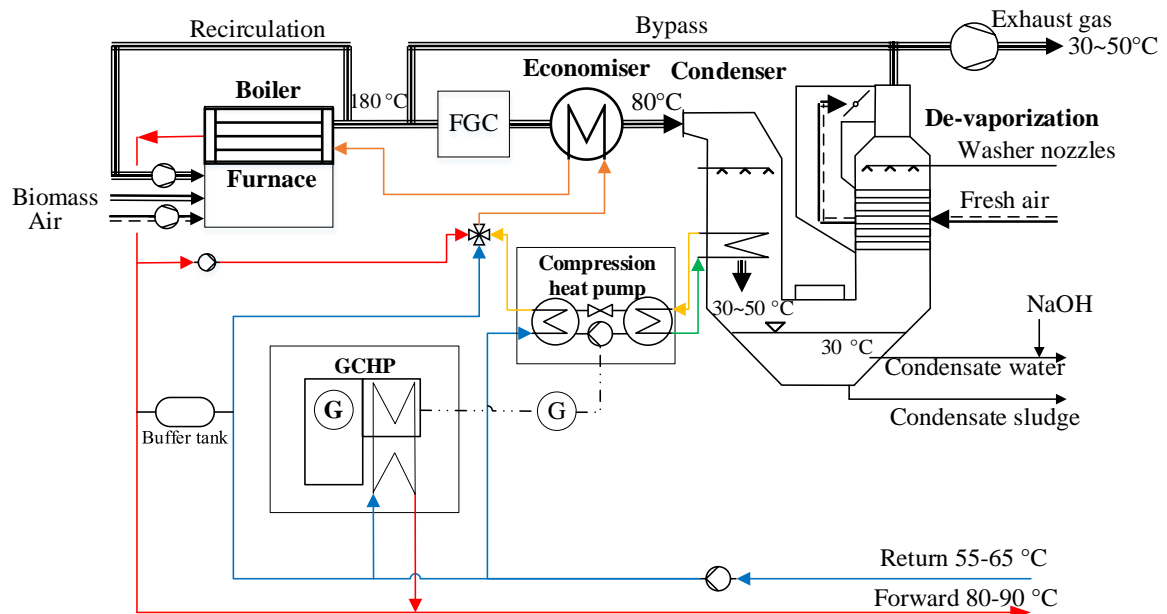 Recirculation
Bypass
Exhaust gas
30~50°C
Economiser
Condenser
Boiler
180 °C
FGC
80°C
De-vaporization
Washer nozzles
Furnace
Biomass
Air
Fresh air
Compression
heat pump
30~50 °C
NaOH
30 °C
Condensate water
GCHP
G
G
Condensate sludge
Buffer tank
Return 55-65 °C
Forward 80-90 °C